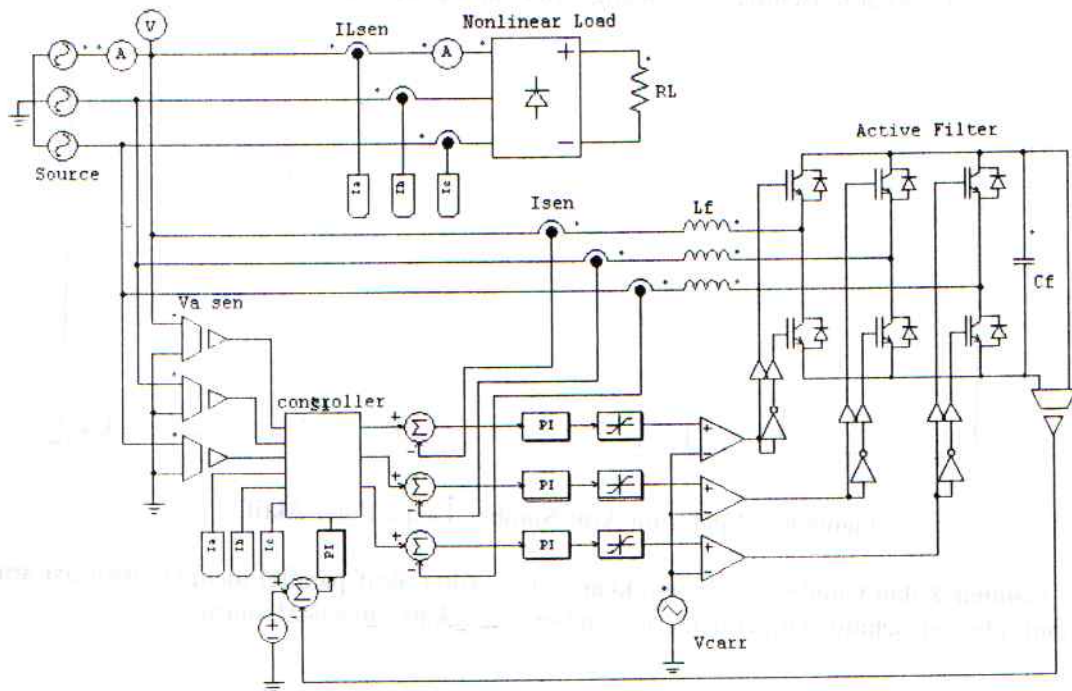 V
ILsen
Nonlinear Load
A
A
RL
Source
Active Filter
Ia
Ib
Ic
Isen
Lf
Cf
Va sen
controller
PI
PI
PI
Ia
Ib
Ic
PI
Vcarr